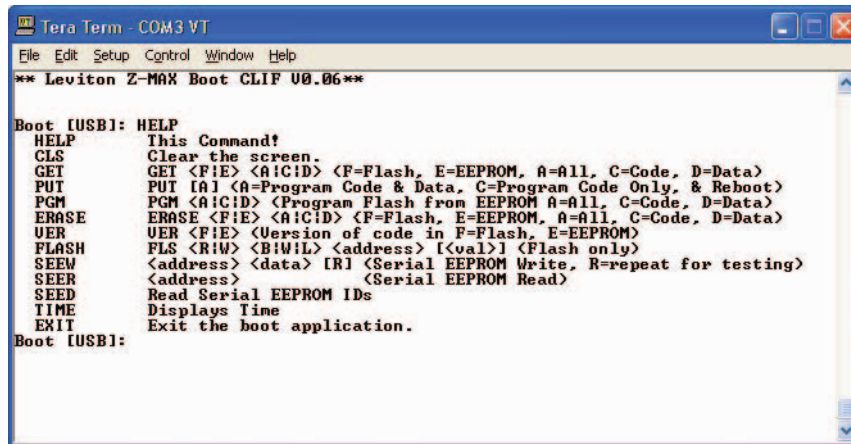 Tera Term - COM3 VT
File Edit Setup Control Window Help
** Leviton Z-MAX Boot CLIF V0.06**
Boot [USB]: HELP
HELP This Command!
CLS Clear the screen.
GET GET <F|E> <A|C|D> <F=Flash, E=EEPROM, A=All, C=Code, D=Data>
PUT PUT [A] <A=Program Code & Data, C=Program Code Only, & Reboot>
PGM PGM <A|C|D> <Program Flash from EEPROM A=All, C=Code, D=Data>
ERASE ERASE <F|E> <A|C|D> <F=Flash, E=EEPROM, A=All, C=Code, D=Data>
VER VER <F|E> <Version of code in F=Flash, E=EEPROM>
FLASH FLS <R|W> <B|W|L> <address> [<val>] <Flash only>
SEEW <address> <data> [R] <Serial EEPROM Write, R=repeat for testing>
SEER <address> <Serial EEPROM Read>
SEED Read Serial EEPROM IDs
TIME Displays Time
EXIT Exit the boot application.
Boot [USB]: